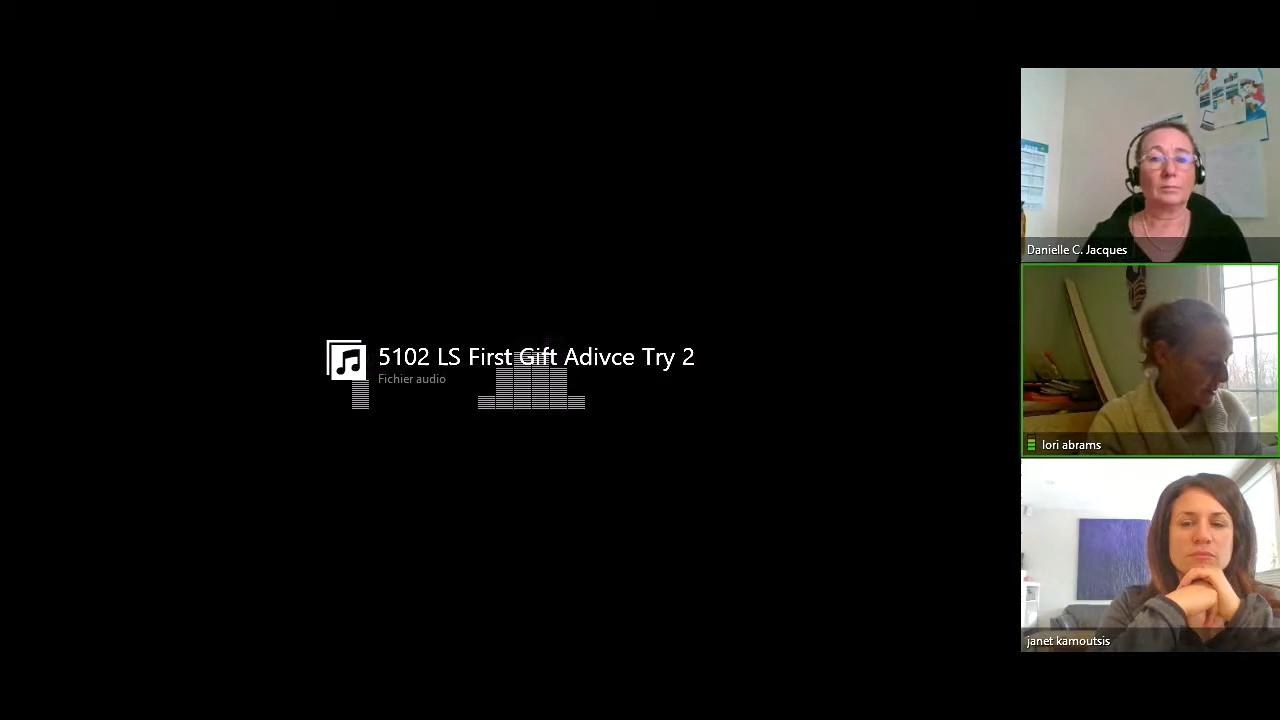 5102 LS First Gift Adivce Try 2
Fichier audio
Danielle C. Jacques
lori abrams
janet kamoutsis